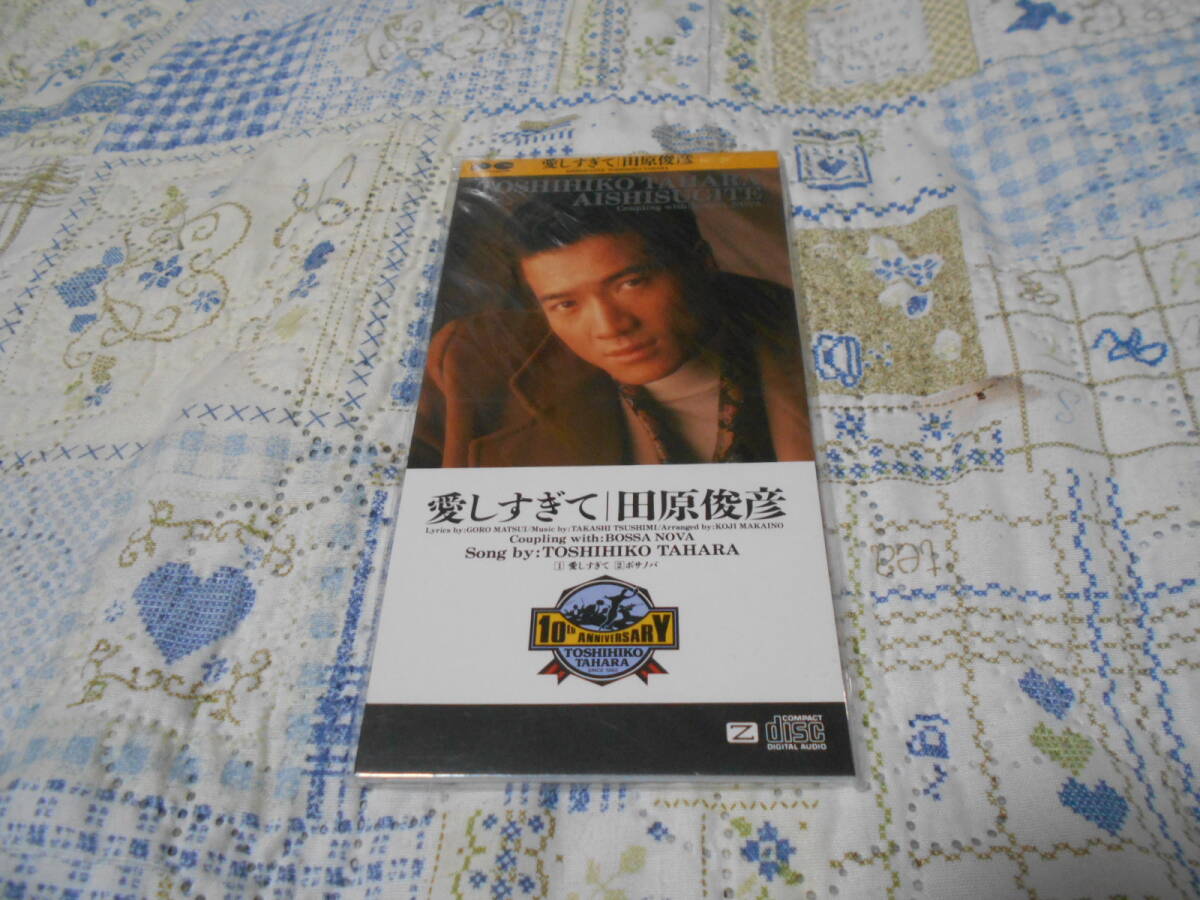 愛しすぎて|田原俊彦
TOSHIHIKO TAHARA
AISHISUGITE
Coupling with
愛しすぎて|田原俊彦
Lyrics by:GORO MATSUI/Music by:TAKASHI TSUSHIMI/Arranged by:KOJI MAKAINO
Coupling with:BOSSA NOVA
Song by:TOSHIHIKO TAHARA
1 愛しすぎて 2 ボサノバ
10th ANNIVERSARY
TOSHIHIKO
TAHARA
Z
COMPACT
disc
DIGITAL AUDIO
tea